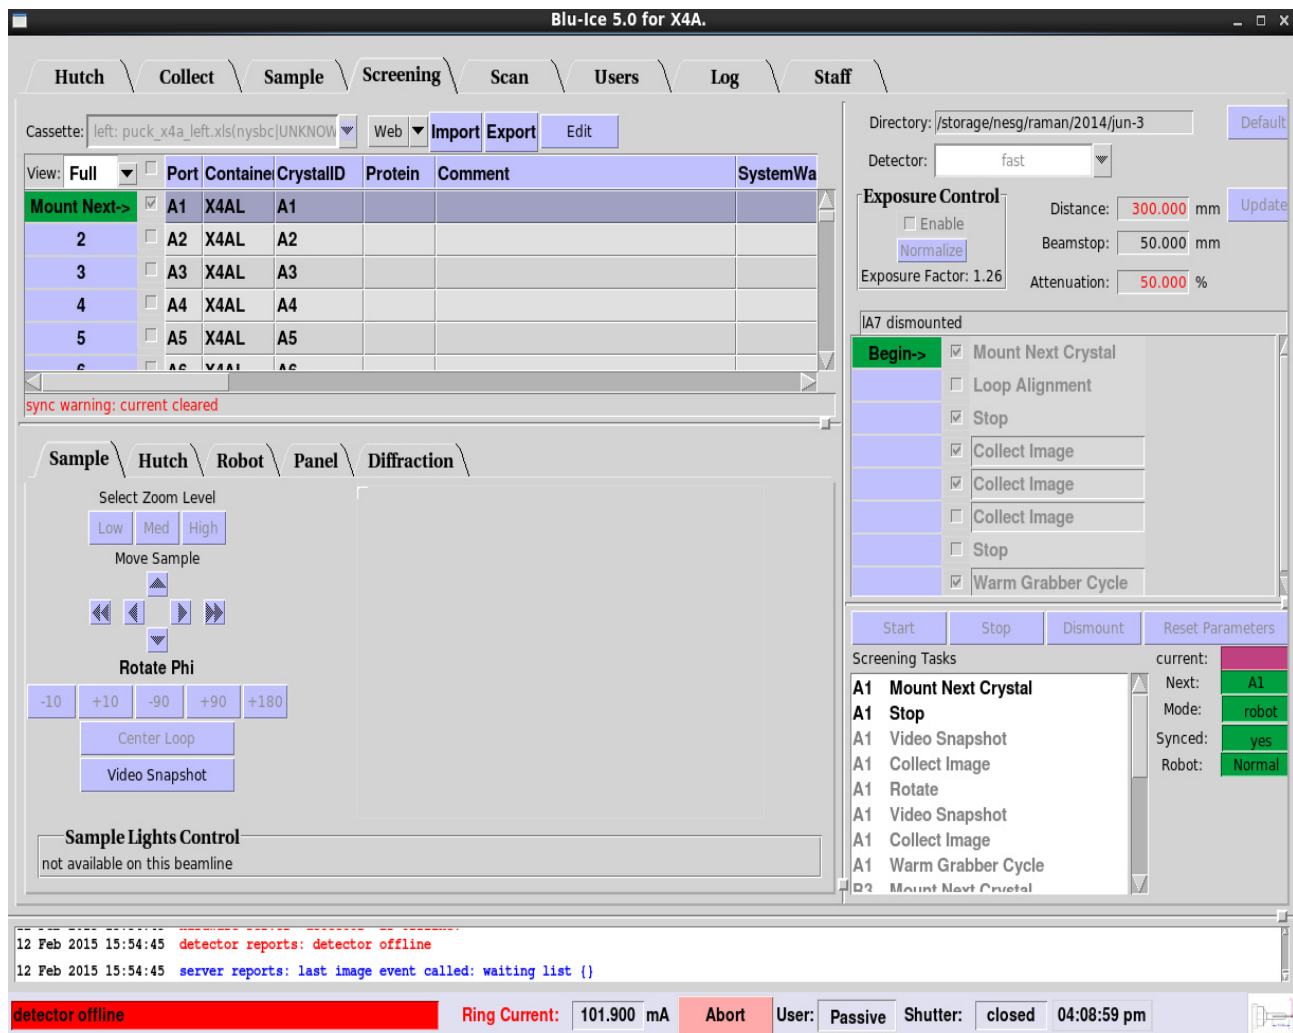 Blu-Ice 5.0 for X4A.
Hutch Collect Sample Screening Scan Users Log Staff
Cassette: left: puck_x4a_left.xls(nysbc|UNKNOW Web Import Export Edit
View: Full Port Container CrystalID Protein Comment SystemWa
Mount Next-> A1 X4AL A1
2 A2 X4AL A2
3 A3 X4AL A3
4 A4 X4AL A4
5 A5 X4AL A5
6 A6 X4AL A6
sync warning: current cleared
Sample Hutch Robot Panel Diffraction
Select Zoom Level
Low Med High
Move Sample
Rotate Phi
-10 +10 -90 +90 +180
Center Loop
Video Snapshot
Sample Lights Control
not available on this beamline
Directory: /storage/nesg/raman/2014/jun-3 Default
Detector: fast
Exposure Control
Enable
Normalize
Exposure Factor: 1.26
Distance: 300.000 mm Update
Beamstop: 50.000 mm
Attenuation: 50.000 %
lA7 dismounted
Begin-> Mount Next Crystal
Loop Alignment
Stop
Collect Image
Collect Image
Collect Image
Stop
Warm Grabber Cycle
Start Stop Dismount Reset Parameters
Screening Tasks
A1 Mount Next Crystal
A1 Stop
A1 Video Snapshot
A1 Collect Image
A1 Rotate
A1 Video Snapshot
A1 Collect Image
A1 Warm Grabber Cycle
B3 Mount Next Crystal
current:
Next: A1
Mode: robot
Synced: yes
Robot: Normal
12 Feb 2015 15:54:45 detector reports: detector offline
12 Feb 2015 15:54:45 server reports: last image event called: waiting list {}
detector offline Ring Current: 101.900 mA Abort User: Passive Shutter: closed 04:08:59 pm